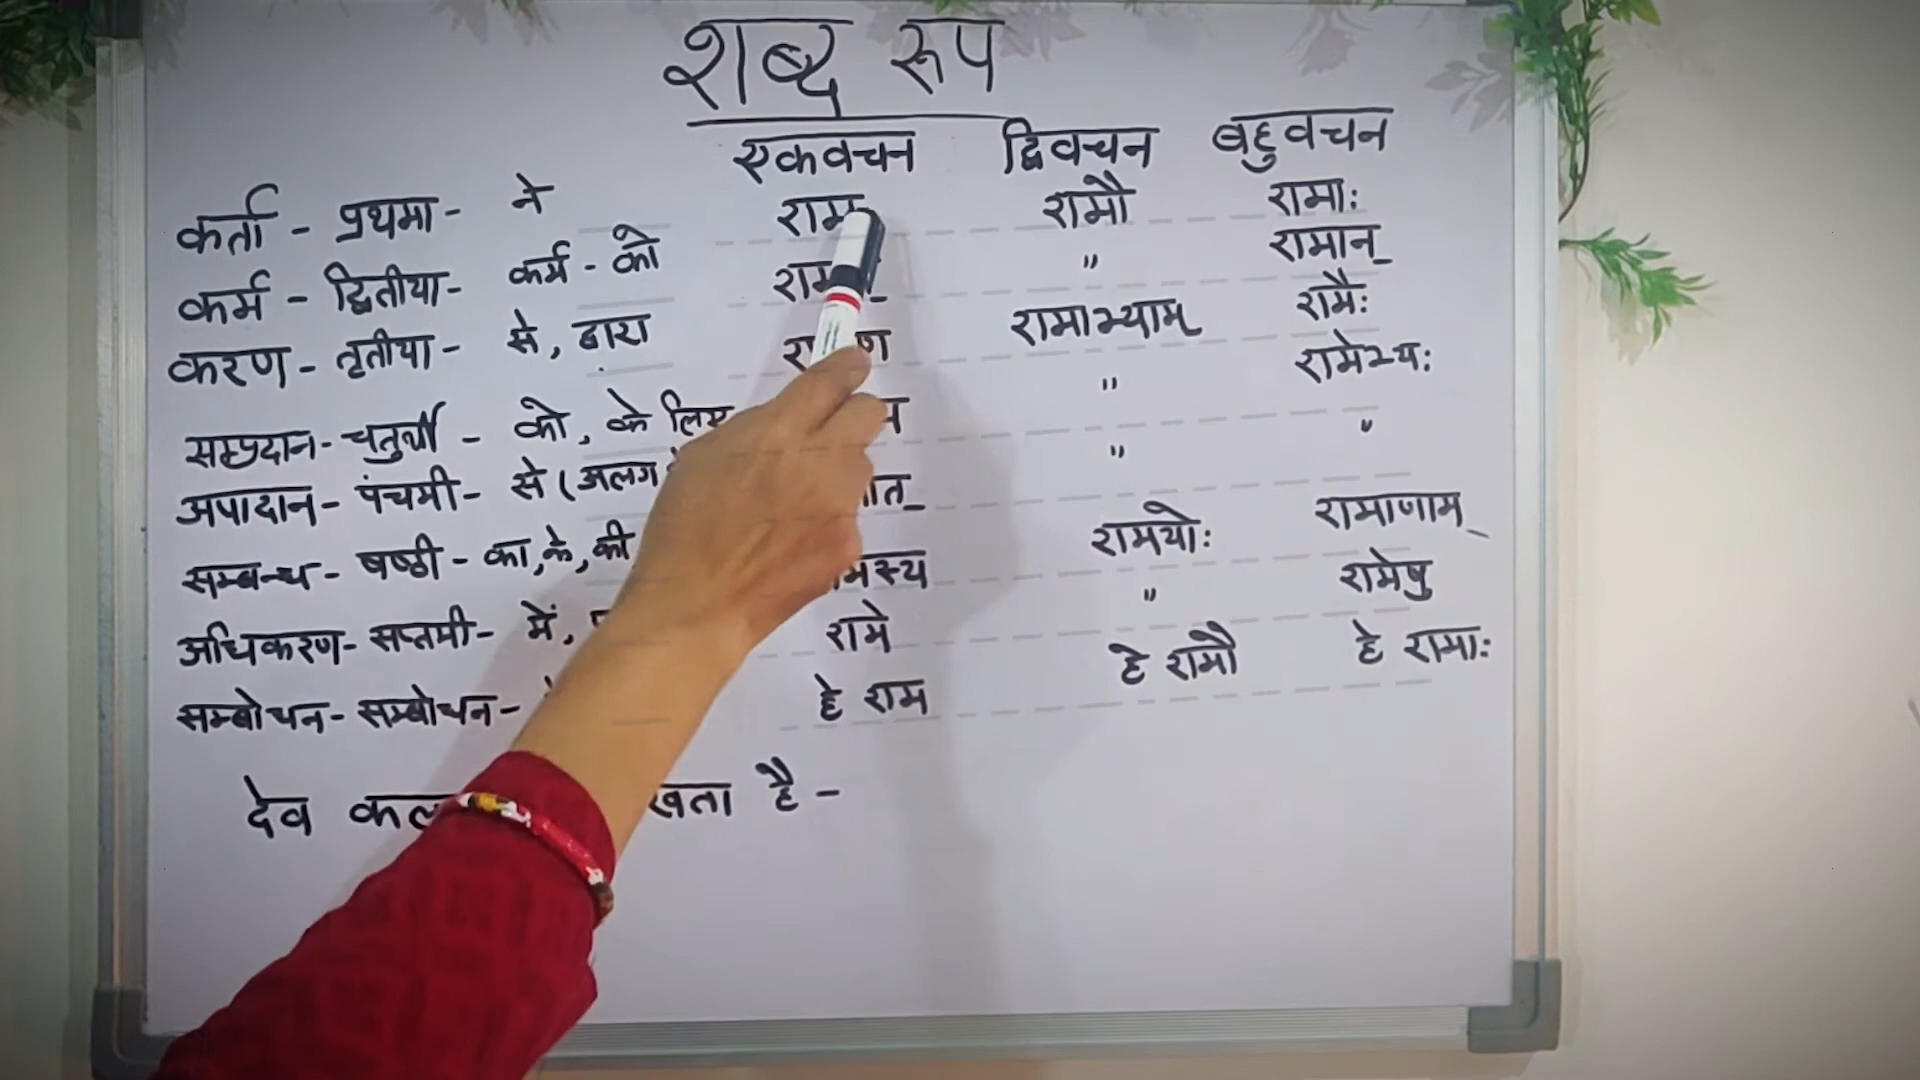 शब्द रूप
एकवचन द्विवचन बहुवचन
कर्ता - प्रथमा - ने राम रामौ रामाः
कर्म - द्वितीया - कर्म - को " रामान्
करण - तृतीया - से, द्वारा रामाभ्याम् रामैः
सम्प्रदान - चतुर्थी - को, के लिए " रामेभ्यः
अपादान - पंचमी - से (अलग " "
सम्बन्ध - षष्ठी - का, के, की रामयोः रामाणाम्
अधिकरण - सप्तमी - में, रामे " रामेषु
सम्बोधन - सम्बोधन - हे राम हे रामौ हे रामाः
देव है -